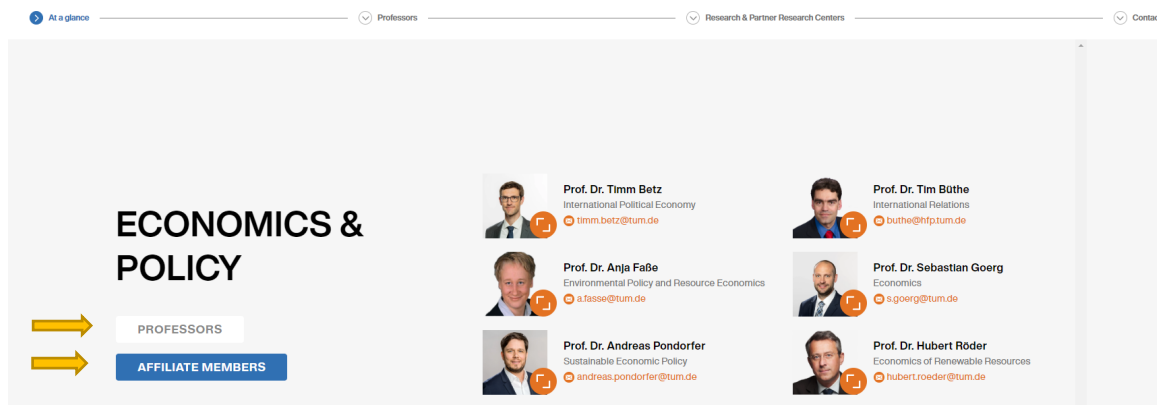 At a glance
Professors
Research & Partner Research Centers
Contac
ECONOMICS &
POLICY
PROFESSORS
AFFILIATE MEMBERS
Prof. Dr. Timm Betz
International Political Economy
timm.betz@tum.de
Prof. Dr. Tim Büthe
International Relations
buthe@hfp.tum.de
Prof. Dr. Anja Faße
Environmental Policy and Resource Economics
a.fasse@tum.de
Prof. Dr. Sebastian Goerg
Economics
s.goerg@tum.de
Prof. Dr. Andreas Pondorfer
Sustainable Economic Policy
andreas.pondorfer@tum.de
Prof. Dr. Hubert Röder
Economics of Renewable Resources
hubert.roeder@tum.de